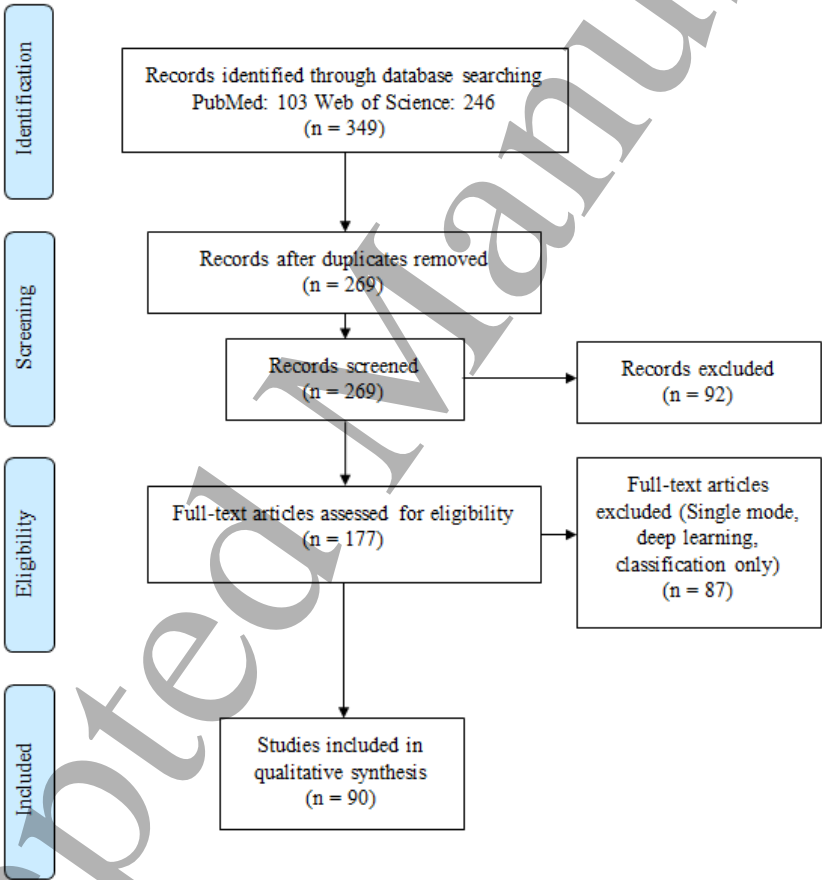 Identification
Records identified through database searching
PubMed: 103 Web of Science: 246
(n = 349)
Screening
Records after duplicates removed
(n = 269)
Records screened
(n = 269)
Records excluded
(n = 92)
Eligibility
Full-text articles assessed for eligibility
(n = 177)
Full-text articles
excluded (Single mode,
deep learning,
classification only)
(n = 87)
Included
Studies included in
qualitative synthesis
(n = 90)